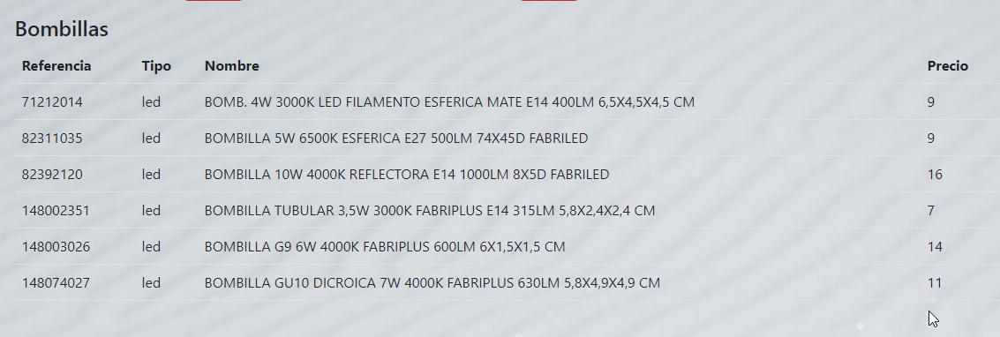 Bombillas
Referencia Tipo Nombre Precio
71212014 led BOMB. 4W 3000K LED FILAMENTO ESFERICA MATE E14 400LM 6,5X4,5X4,5 CM 9
82311035 led BOMBILLA 5W 6500K ESFERICA E27 500LM 74X45D FABRILED 9
82392120 led BOMBILLA 10W 4000K REFLECTORA E14 1000LM 8X5D FABRILED 16
148002351 led BOMBILLA TUBULAR 3,5W 3000K FABRIPLUS E14 315LM 5,8X2,4X2,4 CM 7
148003026 led BOMBILLA G9 6W 4000K FABRIPLUS 600LM 6X1,5X1,5 CM 14
148074027 led BOMBILLA GU10 DICROICA 7W 4000K FABRIPLUS 630LM 5,8X4,9X4,9 CM 11